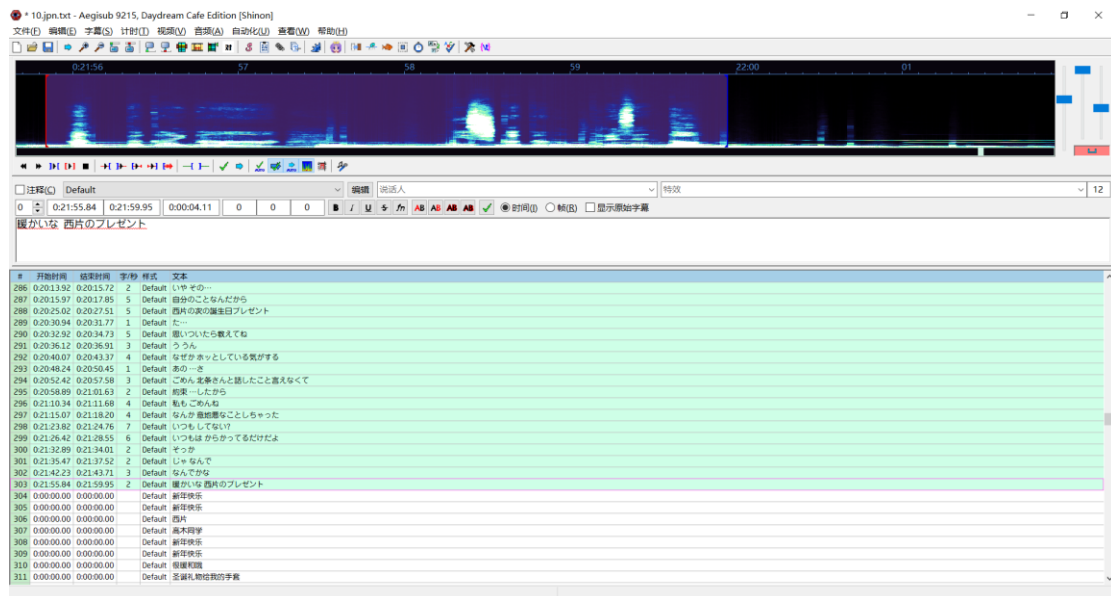 * 10.jpn.txt - Aegisub 9215, Daydream Cafe Edition [Shinon]
文件(F) 编辑(E) 字幕(S) 计时(T) 视频(V) 音频(A) 自动化(U) 查看(W) 帮助(H)
0:21:56 57 58 59 22:00 01
注释(C) Default 编辑 说话人 特效 12
0 0:21:55.84 0:21:59.95 0:00:04.11 0 0 0 B I U S fn AB AB AB AB 时间(I) 帧(R) 显示原始字幕
暖かいな 西片のプレゼント
# 开始时间 结束时间 字/秒 样式 文本
286 0:20:13.92 0:20:15.72 2 Default いや その…
287 0:20:15.97 0:20:17.85 5 Default 自分のことなんだから
288 0:20:25.02 0:20:27.51 5 Default 西片の次の誕生日プレゼント
289 0:20:30.94 0:20:31.77 1 Default た…
290 0:20:32.92 0:20:34.73 5 Default 思いついたら教えてね
291 0:20:36.12 0:20:36.91 3 Default う うん
292 0:20:40.07 0:20:43.37 4 Default なぜか ホッとしている気がする
293 0:20:48.24 0:20:50.45 1 Default あの …さ
294 0:20:52.42 0:20:57.58 3 Default ごめん 北条さんと話したこと言えなくて
295 0:20:58.89 0:21:01.63 2 Default 約束 …したから
296 0:21:10.34 0:21:11.68 4 Default 私も ごめんね
297 0:21:15.07 0:21:18.20 4 Default なんか 意地悪なことしちゃった
298 0:21:23.82 0:21:24.76 7 Default いつも してない?
299 0:21:26.42 0:21:28.55 6 Default いつもは からかってるだけだよ
300 0:21:32.89 0:21:34.01 2 Default そっか
301 0:21:35.47 0:21:37.52 2 Default じゃ なんで
302 0:21:42.23 0:21:43.71 3 Default なんでかな
303 0:21:55.84 0:21:59.95 2 Default 暖かいな 西片のプレゼント
304 0:00:00.00 0:00:00.00 Default 新年快乐
305 0:00:00.00 0:00:00.00 Default 新年快乐
306 0:00:00.00 0:00:00.00 Default 西片
307 0:00:00.00 0:00:00.00 Default 高木同学
308 0:00:00.00 0:00:00.00 Default 新年快乐
309 0:00:00.00 0:00:00.00 Default 新年快乐
310 0:00:00.00 0:00:00.00 Default 很暖和哦
311 0:00:00.00 0:00:00.00 Default 圣诞礼物给我的手套